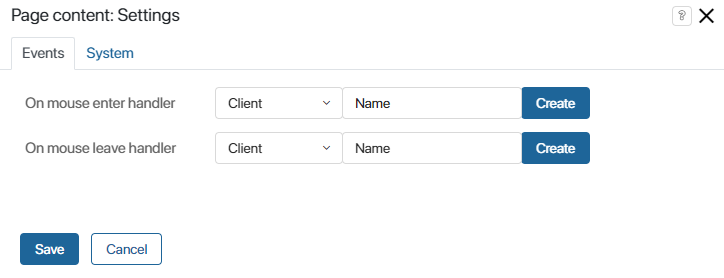 Page content: Settings ?
Events System
On mouse enter handler Client Name Create
On mouse leave handler Client Name Create
Save Cancel